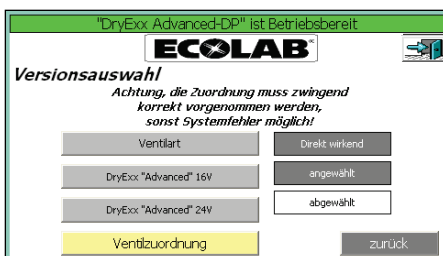 "DryExx Advanced-DP" ist Betriebsbereit
ECOLAB®
Versionsauswahl
Achtung, die Zuordnung muss zwingend
korrekt vorgenommen werden,
sonst Systemfehler möglich!
Ventilart Direkt wirkend
DryExx "Advanced" 16V angewählt
DryExx "Advanced" 24V abgewählt
Ventilzuordnung zurück